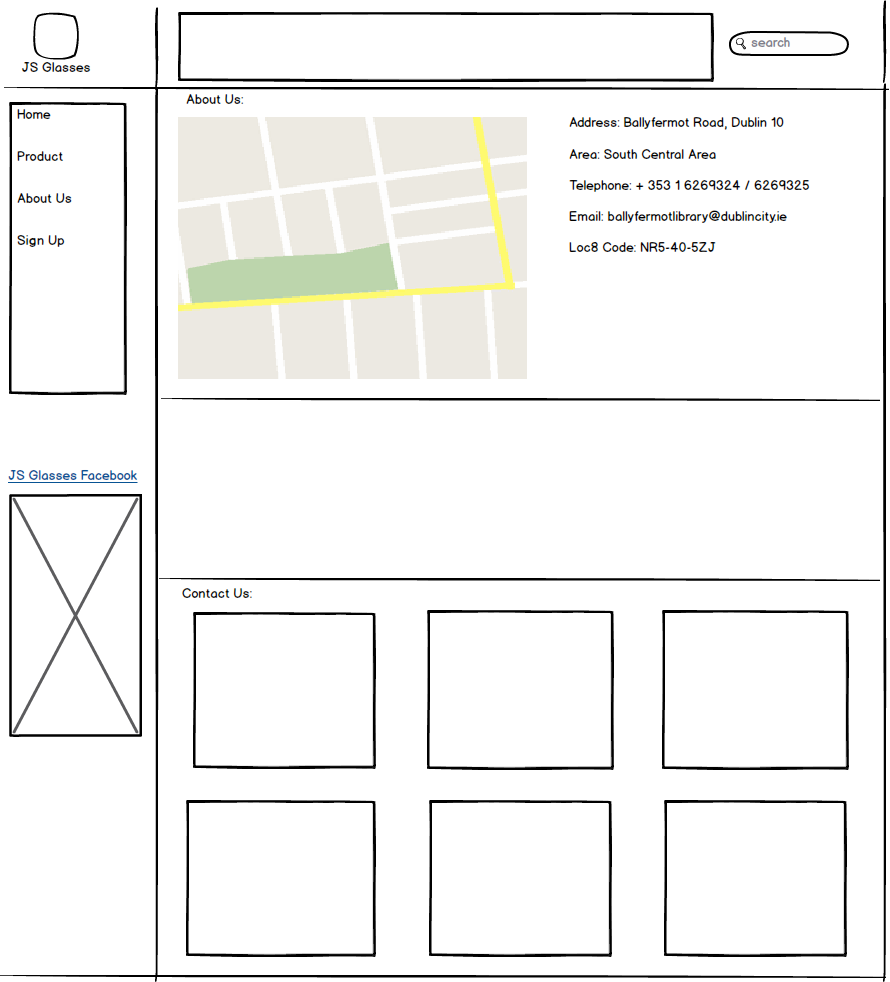 JS Glasses
search
Home
Product
About Us
Sign Up
JS Glasses Facebook
About Us:
Address: Ballyfermot Road, Dublin 10
Area: South Central Area
Telephone: + 353 1 6269324 / 6269325
Email: ballyfermotlibrary@dublincity.ie
Loc8 Code: NR5-40-5ZJ
Contact Us: